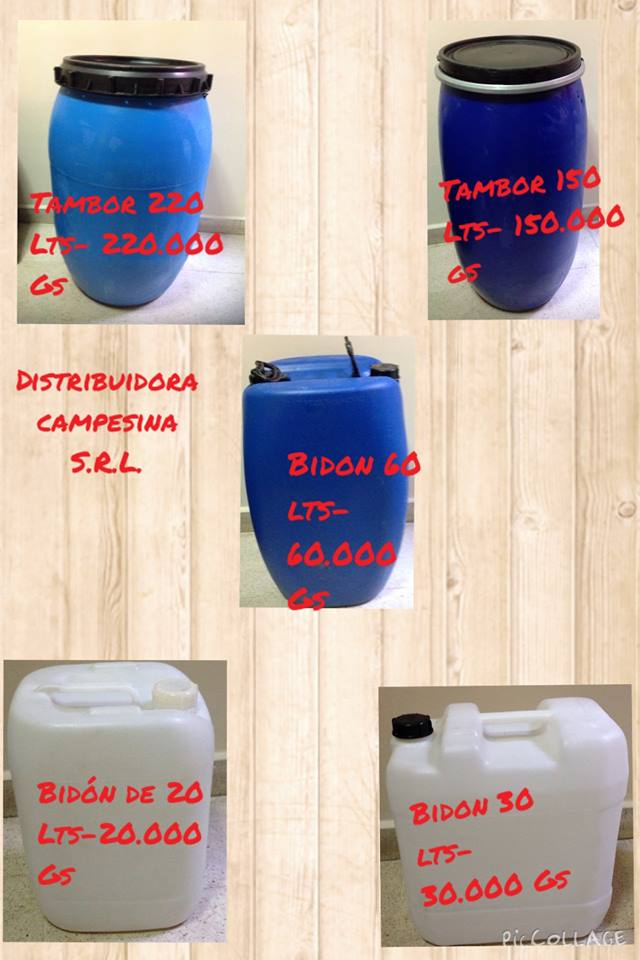 Tambor 220
Lts- 220.000
Gs
Tambor 150
Lts- 150.000
gs
Distribuidora
campesina
S.R.L.
Bidon 60
lts-
60.000
Gs
Bidón de 20
Lts-20.000
Gs
Bidon 30
lts-
30.000 Gs
PicCollage